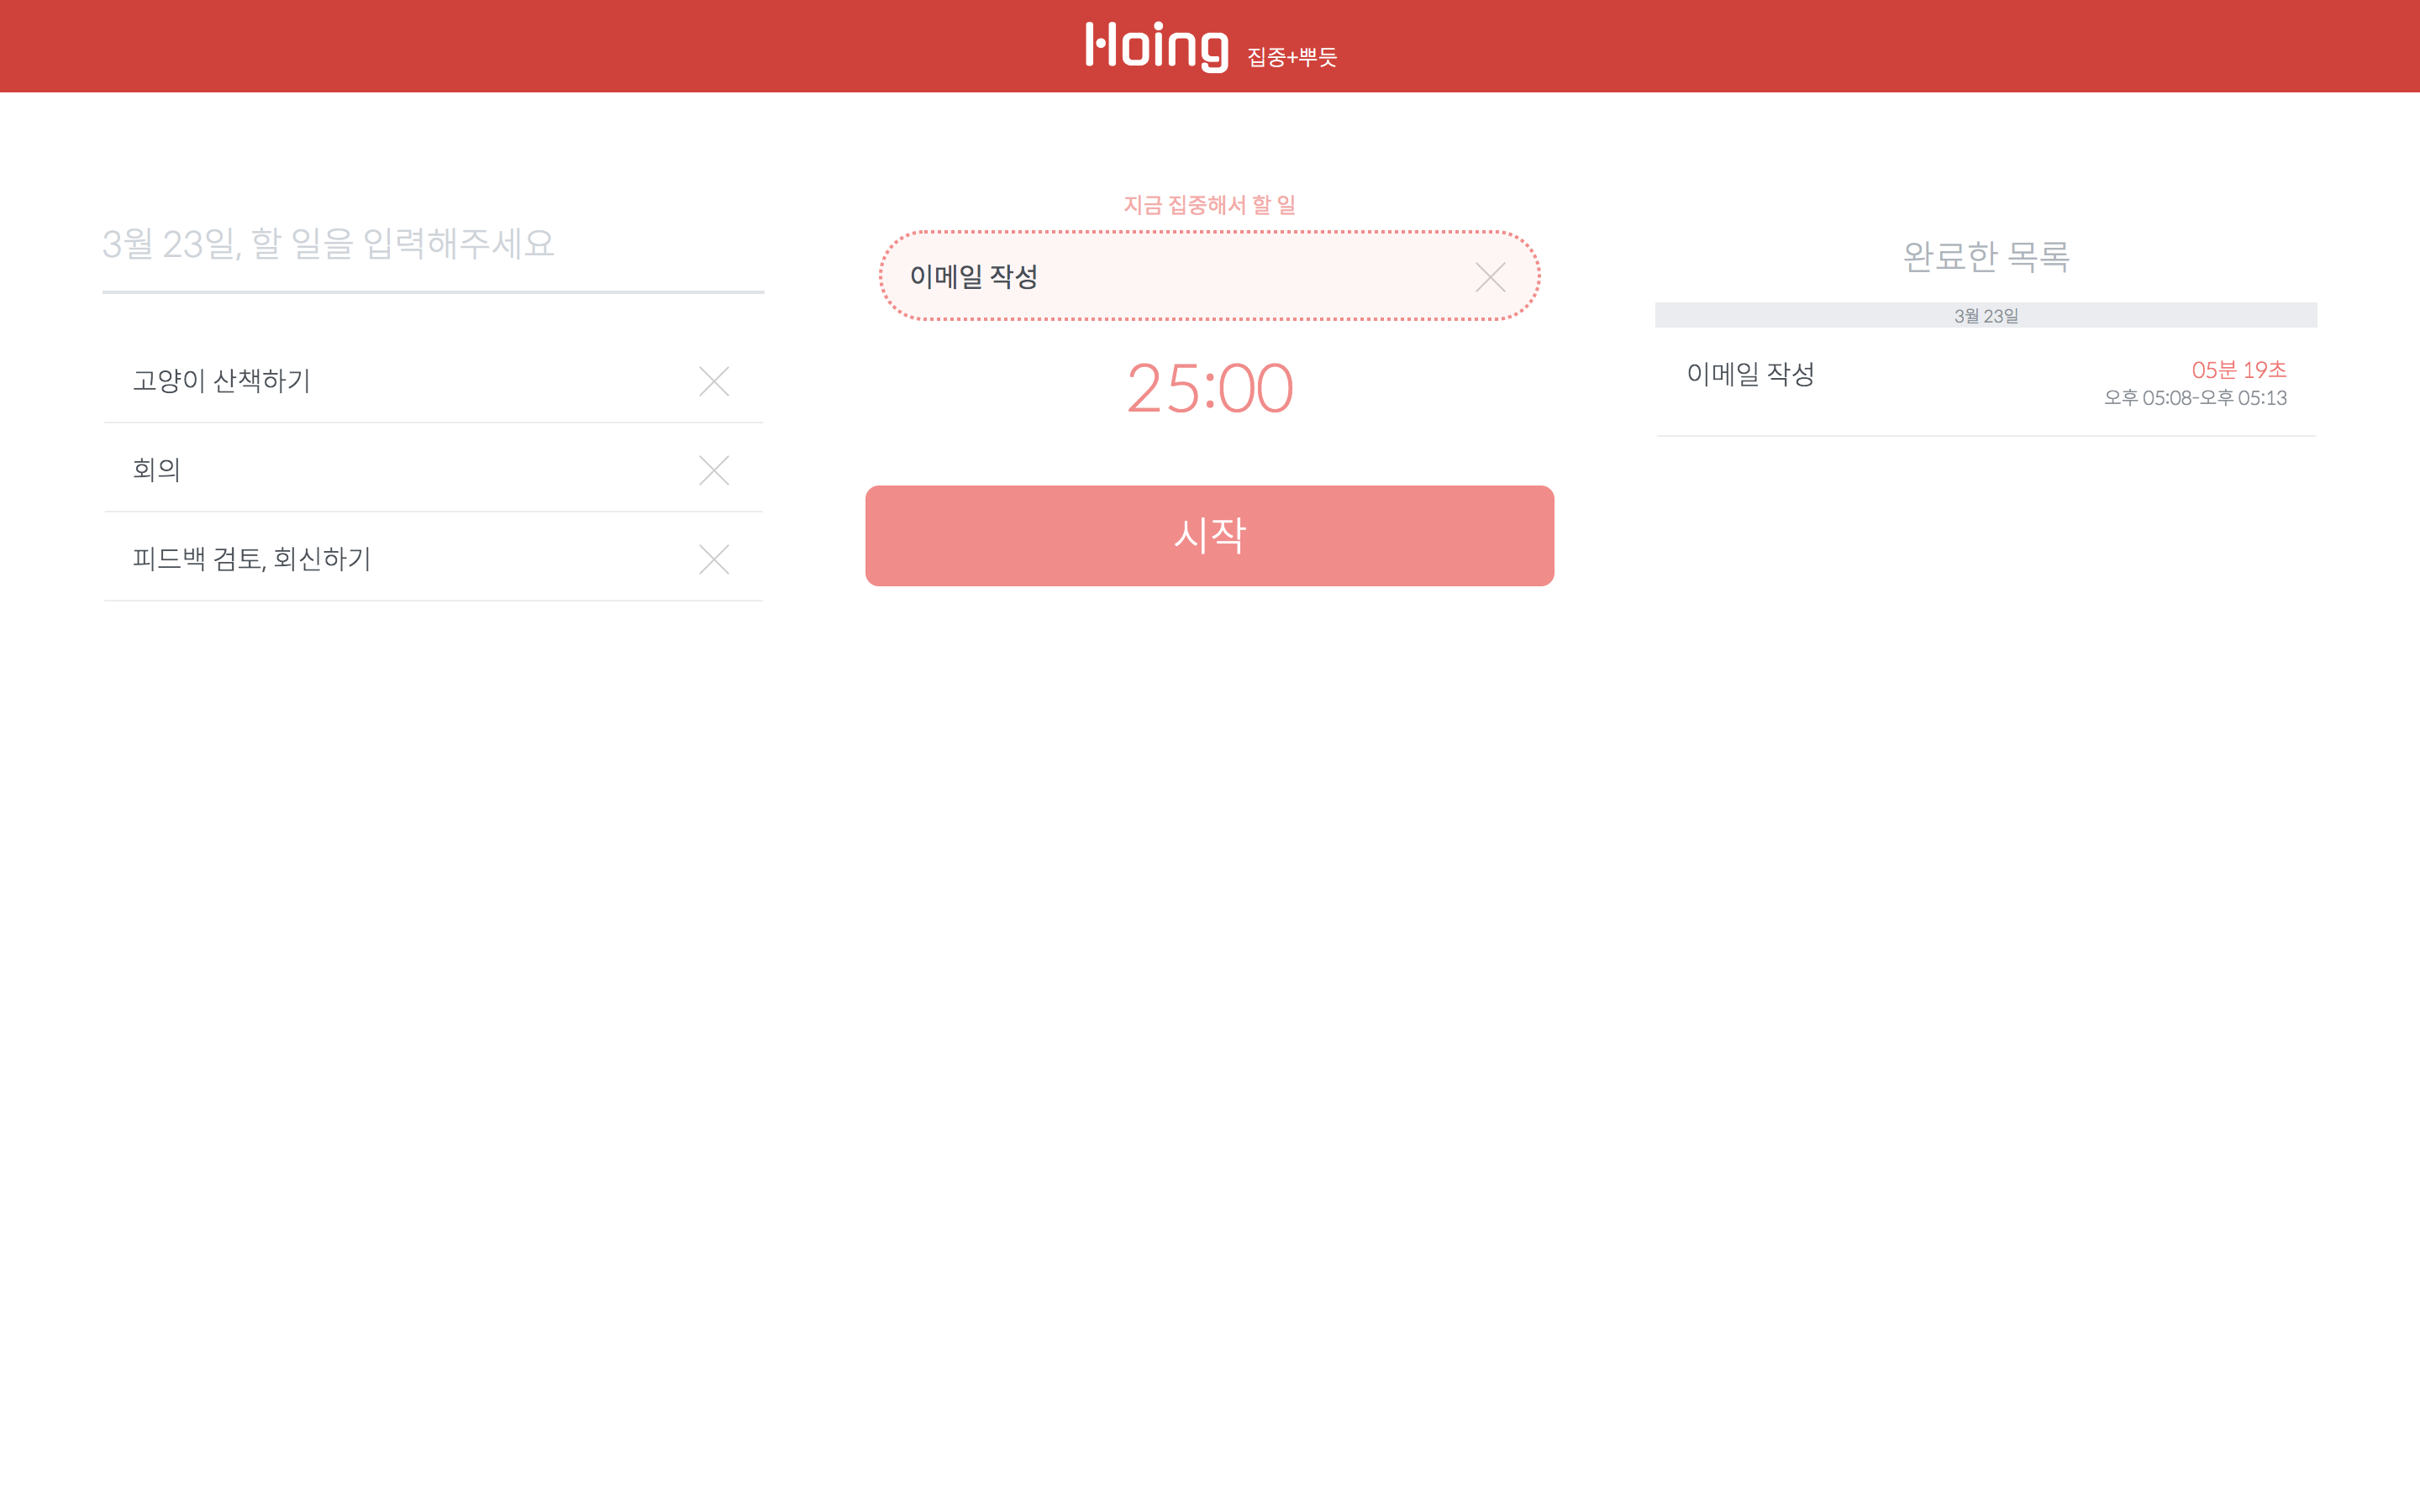 Hoing 집중+뿌듯
3월 23일, 할 일을 입력해주세요
고양이 산책하기
회의
피드백 검토, 회신하기
지금 집중해서 할 일
이메일 작성
25:00
시작
완료한 목록
3월 23일
이메일 작성
05분 19초
오후 05:08-오후 05:13